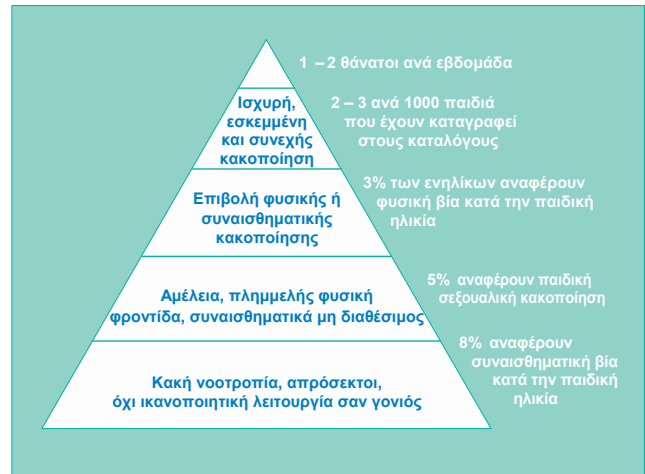 1 – 2 θάνατοι ανά εβδομάδα
Ισχυρή,
εσκεμμένη
και συνεχής
κακοποίηση
2 – 3 ανά 1000 παιδιά
που έχουν καταγραφεί
στους καταλόγους
Επιβολή φυσικής ή
συναισθηματικής
κακοποίησης
3% των ενηλίκων αναφέρουν
φυσική βία κατά την παιδική
ηλικία
Αμέλεια, πλημμελής φυσική
φροντίδα, συναισθηματικά μη διαθέσιμος
5% αναφέρουν παιδική
σεξουαλική κακοποίηση
Κακή νοοτροπία, απρόσεκτοι,
όχι ικανοποιητική λειτουργία σαν γονιός
8% αναφέρουν
συναισθηματική βία
κατά την παιδική
ηλικία